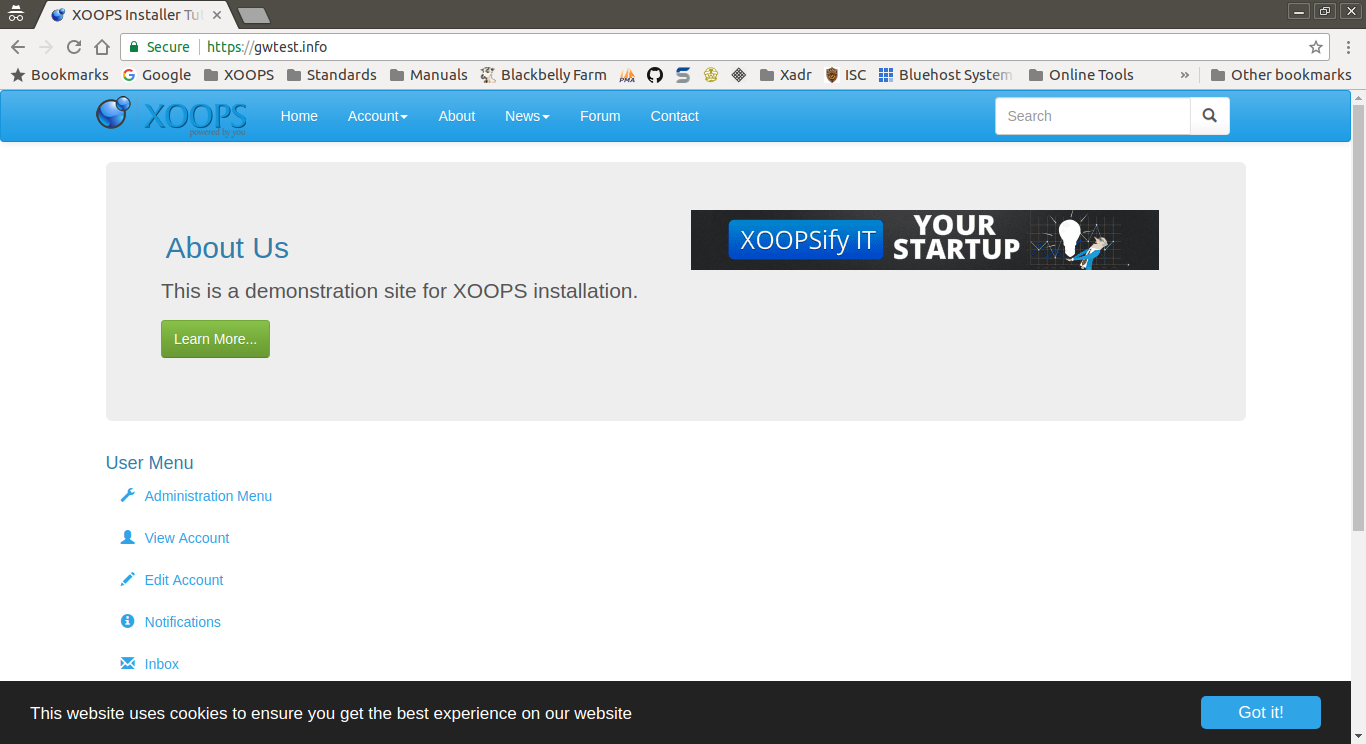 XOOPS Installer Tu
Secure https://gwtest.info
Bookmarks Google XOOPS Standards Manuals Blackbelly Farm PMA Xadr ISC Bluehost System Online Tools » Other bookmarks
XOOPS
powered by you
Home Account About News Forum Contact Search
About Us
This is a demonstration site for XOOPS installation.
Learn More...
XOOPSify IT YOUR
STARTUP
User Menu
Administration Menu
View Account
Edit Account
Notifications
Inbox
This website uses cookies to ensure you get the best experience on our website Got it!